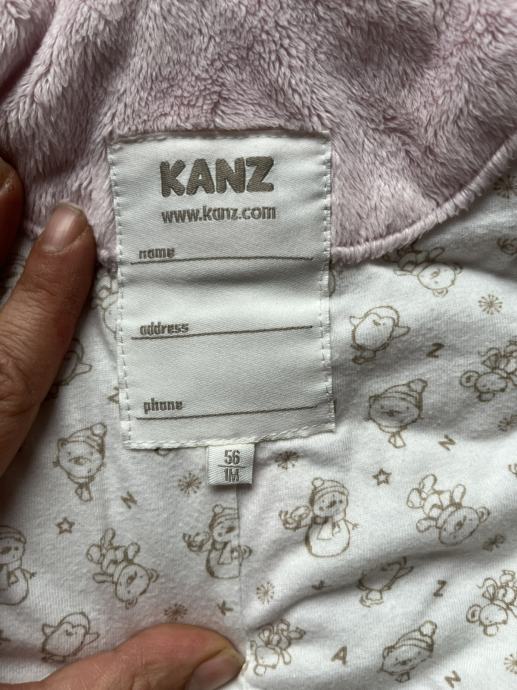 KANZ
www.kanz.com
name
address
phone
56
1M
Z
Z
N
N
K
A
A